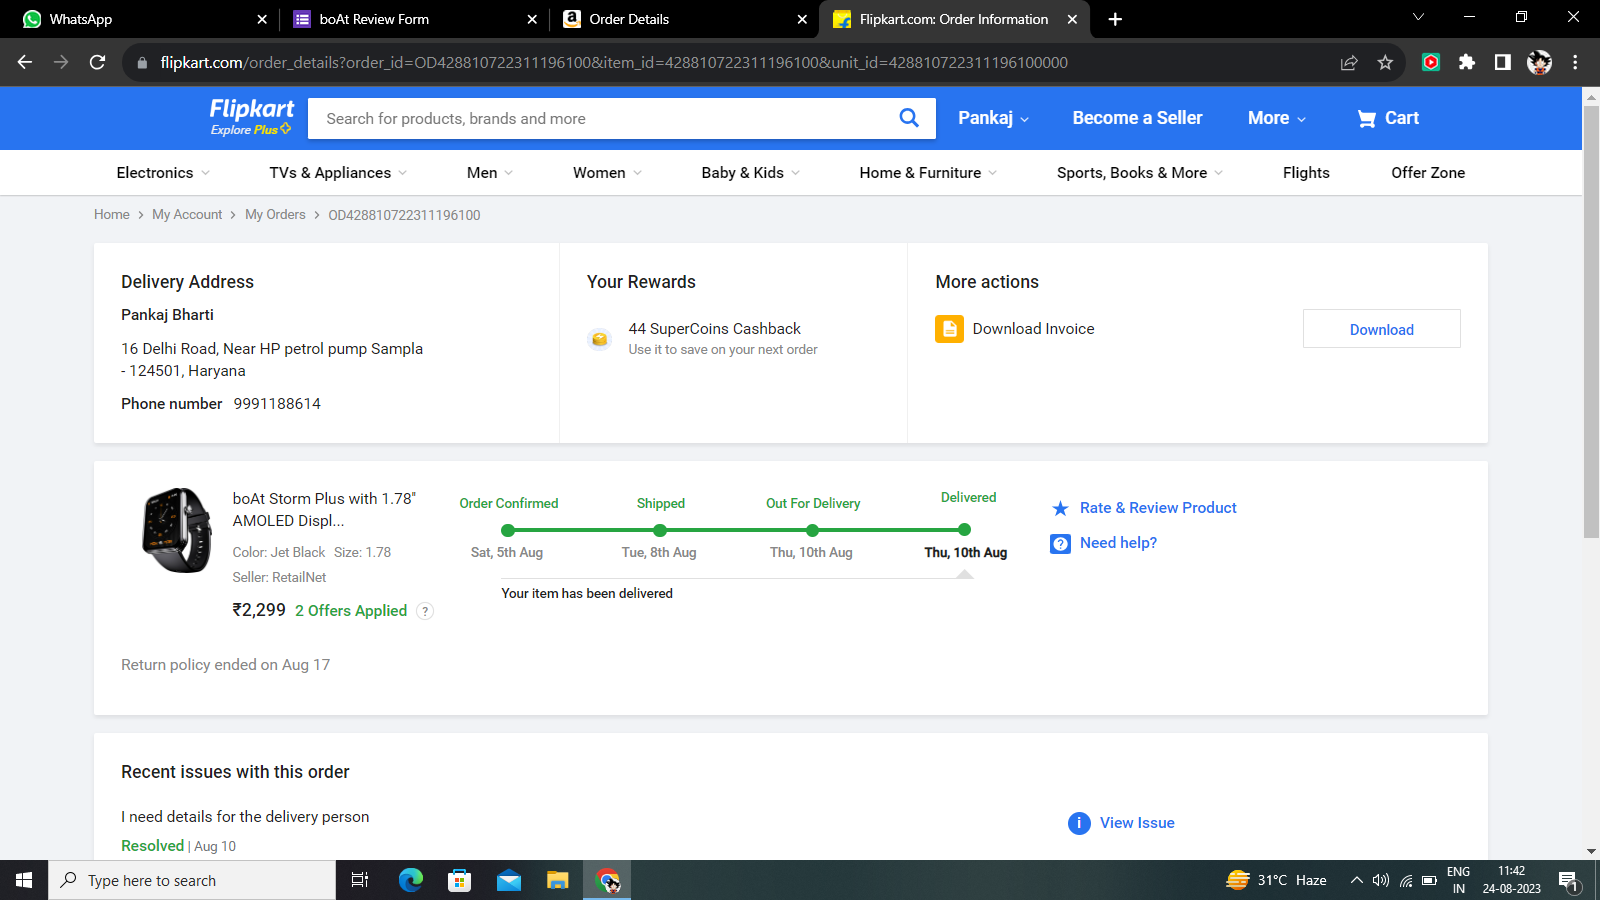 WhatsApp
boAt Review Form
Order Details
Flipkart.com: Order Information
flipkart.com/order_details?order_id=OD428810722311196100&item_id=428810722311196100&unit_id=428810722311196100000
Flipkart
Explore Plus
Search for products, brands and more
Pankaj
Become a Seller
More
Cart
Electronics
TVs & Appliances
Men
Women
Baby & Kids
Home & Furniture
Sports, Books & More
Flights
Offer Zone
Home
My Account
My Orders
OD428810722311196100
Delivery Address
Pankaj Bharti
16 Delhi Road, Near HP petrol pump Sampla
- 124501, Haryana
Phone number 9991188614
Your Rewards
44 SuperCoins Cashback
Use it to save on your next order
More actions
Download Invoice
Download
boAt Storm Plus with 1.78"
AMOLED Displ...
Color: Jet Black Size: 1.78
Seller: RetailNet
₹2,299 2 Offers Applied ?
Order Confirmed
Shipped
Out For Delivery
Delivered
Sat, 5th Aug
Tue, 8th Aug
Thu, 10th Aug
Thu, 10th Aug
Your item has been delivered
Rate & Review Product
Need help?
Return policy ended on Aug 17
Recent issues with this order
I need details for the delivery person
Resolved | Aug 10
View Issue
Type here to search
31°C Haze
ENG
IN
11:42
24-08-2023
1